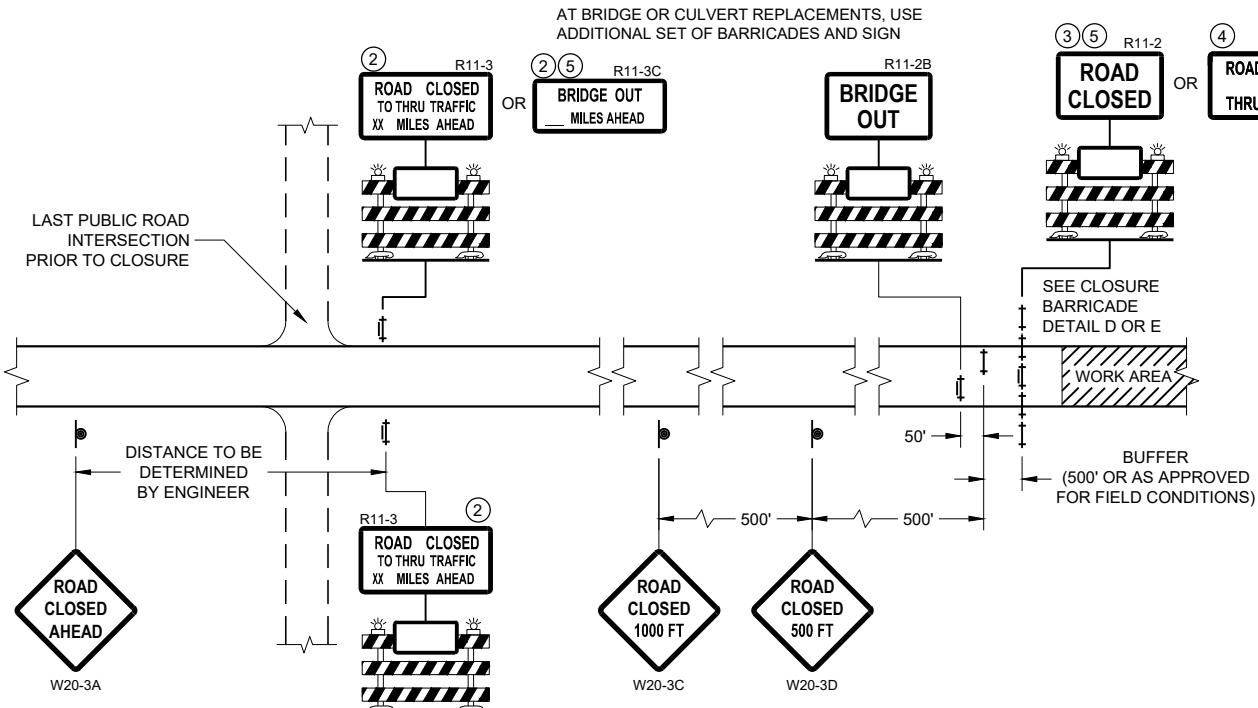 AT BRIDGE OR CULVERT REPLACEMENTS, USE
ADDITIONAL SET OF BARRICADES AND SIGN
2
R11-3
ROAD CLOSED
TO THRU TRAFFIC
XX MILES AHEAD
OR
2 5
R11-3C
BRIDGE OUT
___ MILES AHEAD
R11-2B
BRIDGE
OUT
3 5
R11-2
ROAD
CLOSED
OR
4
ROAD
THRU
LAST PUBLIC ROAD
INTERSECTION
PRIOR TO CLOSURE
SEE CLOSURE
BARRICADE
DETAIL D OR E
WORK AREA
50'
BUFFER
(500' OR AS APPROVED
FOR FIELD CONDITIONS)
DISTANCE TO BE
DETERMINED
BY ENGINEER
500'
500'
R11-3
2
ROAD CLOSED
TO THRU TRAFFIC
XX MILES AHEAD
ROAD
CLOSED
AHEAD
W20-3A
ROAD
CLOSED
1000 FT
W20-3C
ROAD
CLOSED
500 FT
W20-3D